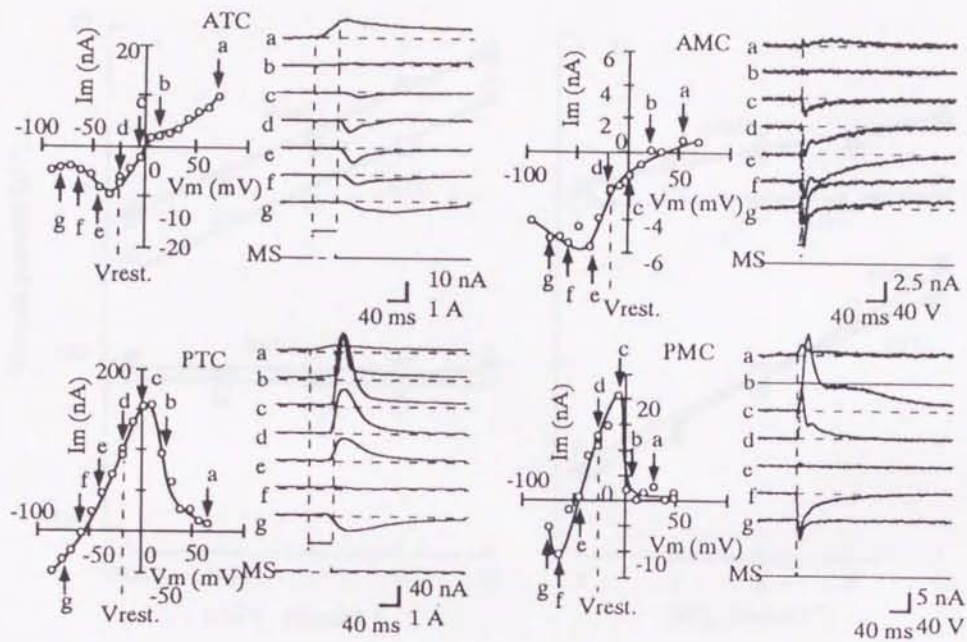 ATC
20
Im (nA)
10
a
b
c
d
-100
-50
0
50
Vm (mV)
g
f
e
-10
-20
Vrest.
a
b
c
d
e
f
g
MS
10 nA
40 ms 1 A
AMC
6
4
2
0
Im (nA)
b
a
d
-100
50
Vm (mV)
c
-4
-6
g
f
e
Vrest.
a
b
c
d
e
f
g
MS
2.5 nA
40 ms 40 V
PTC
200
Im (nA)
c
d
b
e
f
a
-100
-50
0
50
Vm (mV)
-50
g
Vrest.
a
b
c
d
e
f
g
MS
40 nA
40 ms 1 A
PMC
c
20
Im (nA)
d
b
a
-100
0
50
e
Vm (mV)
-10
g
f
Vrest.
a
b
c
d
e
f
g
MS
5 nA
40 ms 40 V